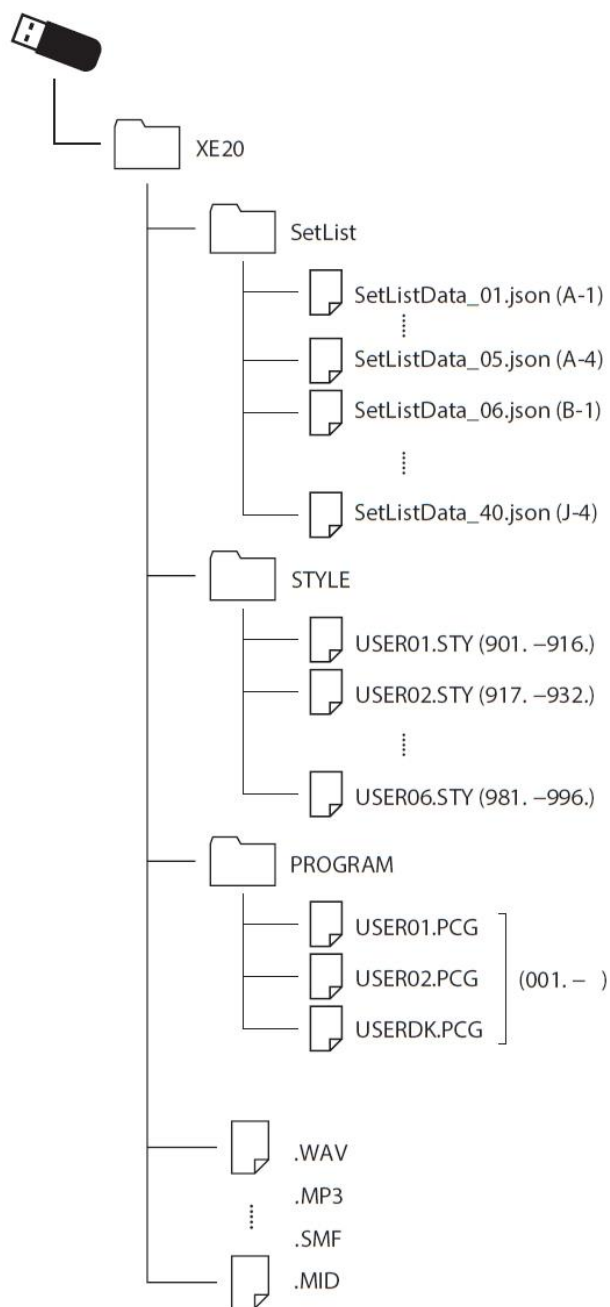 XE20
SetList
SetListData_01.json (A-1)
SetListData_05.json (A-4)
SetListData_06.json (B-1)
SetListData_40.json (J-4)
STYLE
USER01.STY (901. –916.)
USER02.STY (917. –932.)
USER06.STY (981. –996.)
PROGRAM
USER01.PCG
USER02.PCG
(001. – )
USERDK.PCG
.WAV
.MP3
.SMF
.MID